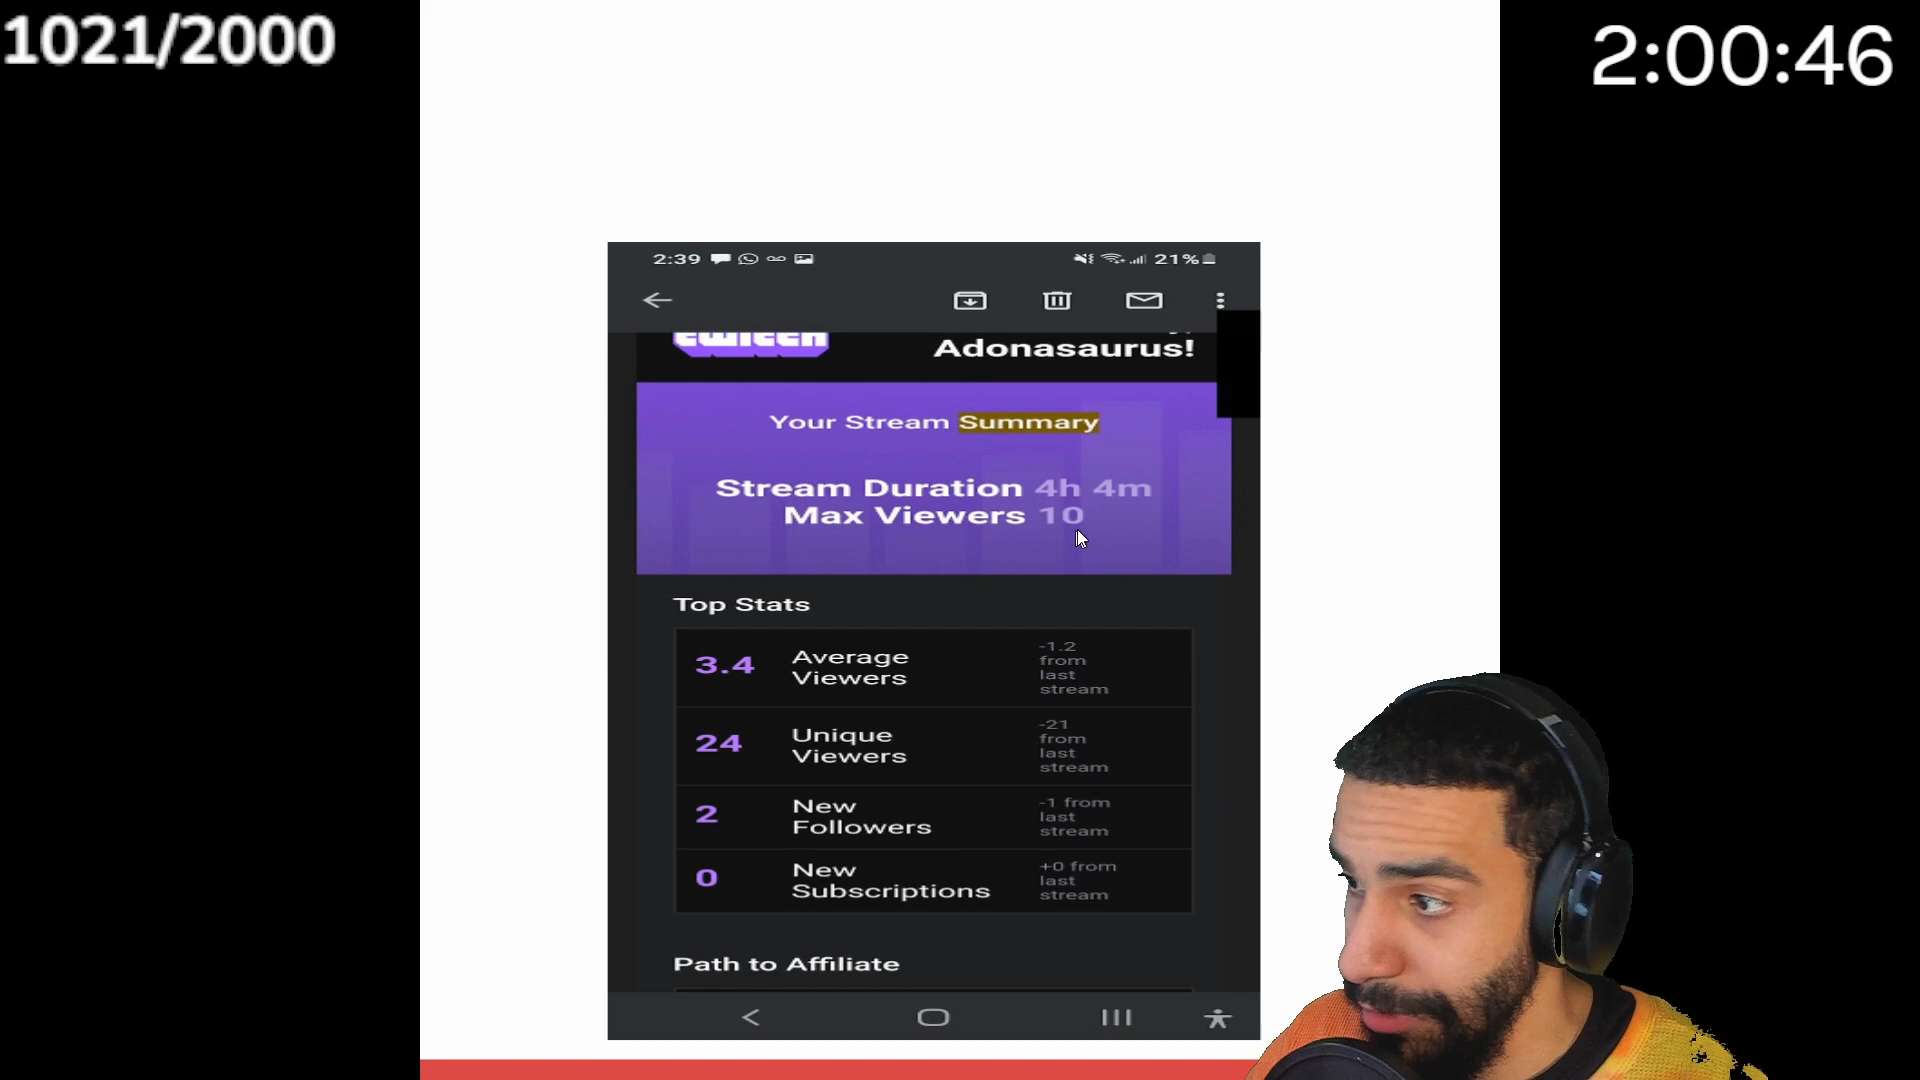 1021/2000
2:00:46
2:39
21%
twitch
Adonasaurus!
Your Stream Summary
Stream Duration 4h 4m
Max Viewers 10
Top Stats
3.4 Average Viewers -1.2 from last stream
24 Unique Viewers -21 from last stream
2 New Followers -1 from last stream
0 New Subscriptions +0 from last stream
Path to Affiliate